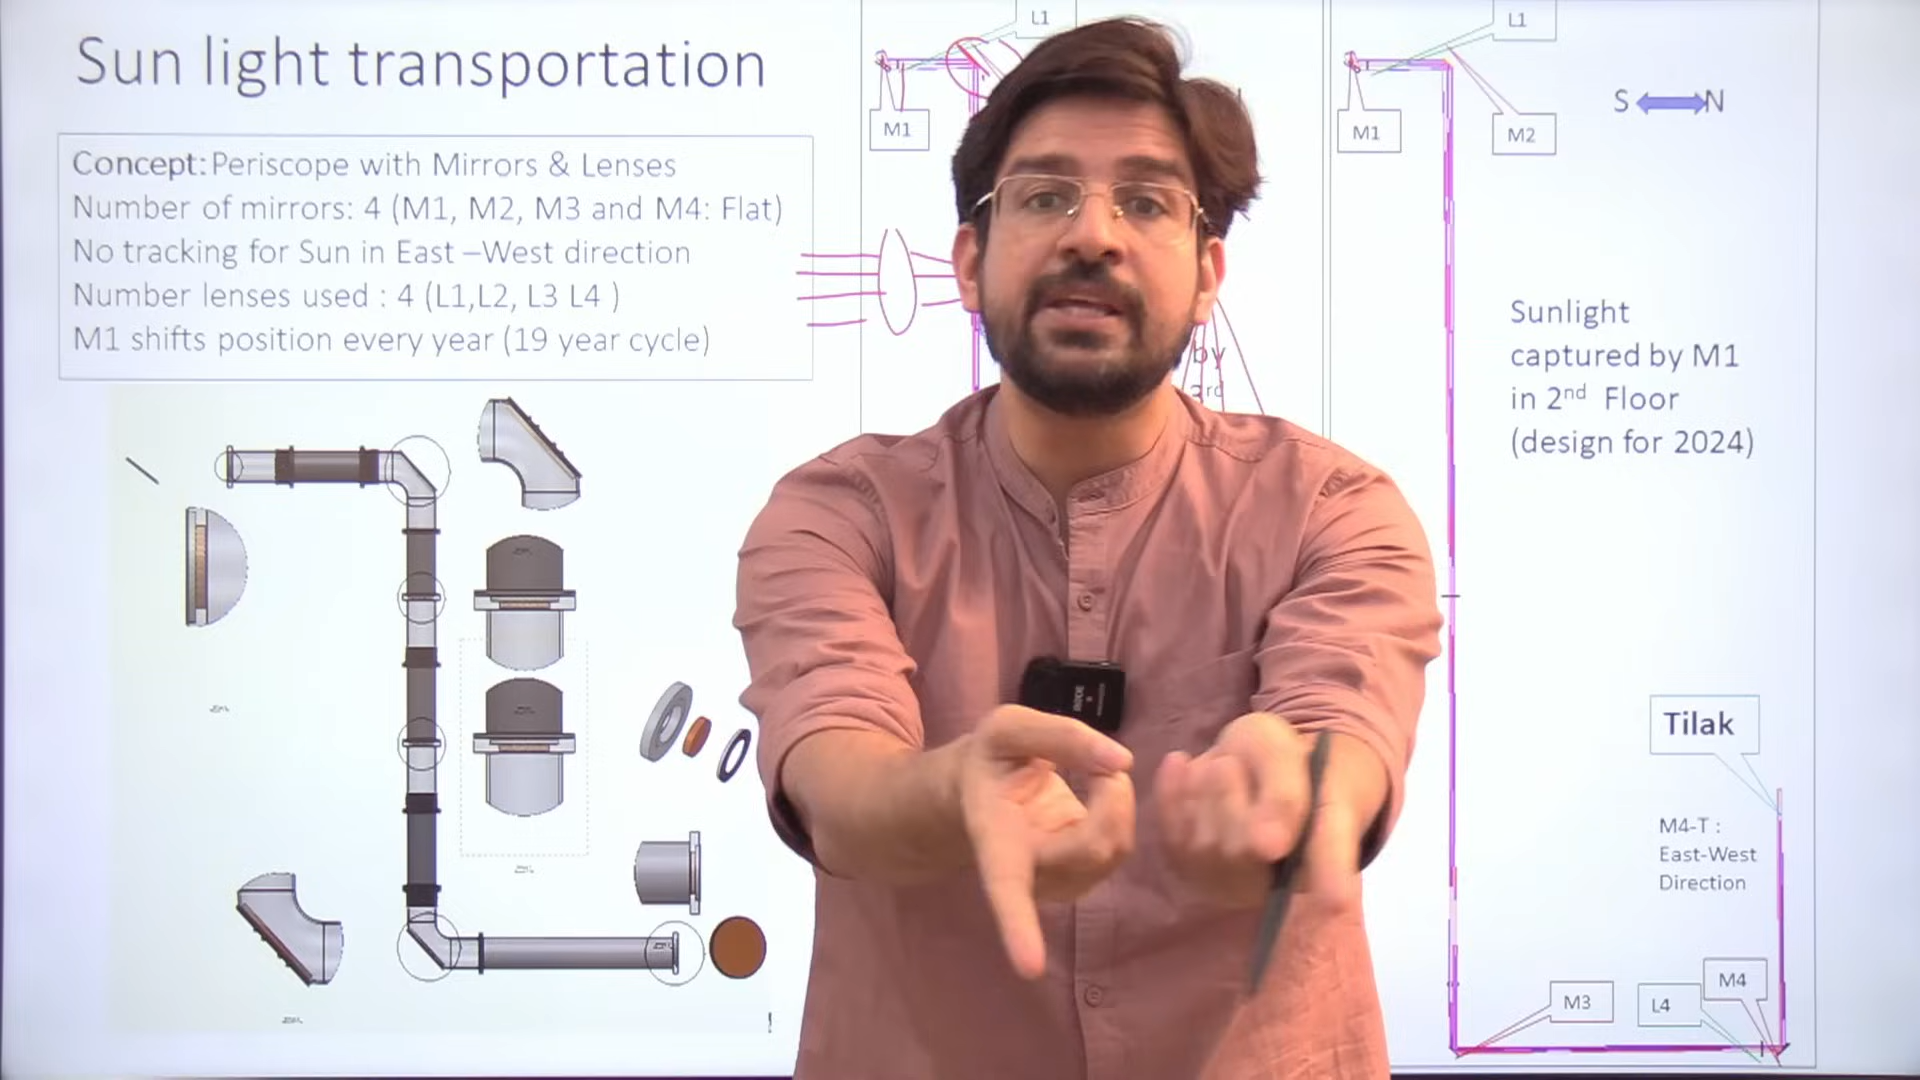 Sun light transportation
Concept: Periscope with Mirrors & Lenses
Number of mirrors: 4 (M1, M2, M3 and M4: Flat)
No tracking for Sun in East –West direction
Number lenses used : 4 (L1,L2, L3 L4 )
M1 shifts position every year (19 year cycle)
L1
M1
by
3rd
L1
M1
M2
S N
Sunlight
captured by M1
in 2nd Floor
(design for 2024)
Tilak
M4-T :
East-West
Direction
M4
M3
L4
RODE